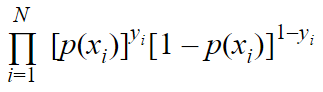 ∏_{i=1}^{N} [p(x_i)]^{y_i}[1 − p(x_i)]^{1−y_i}